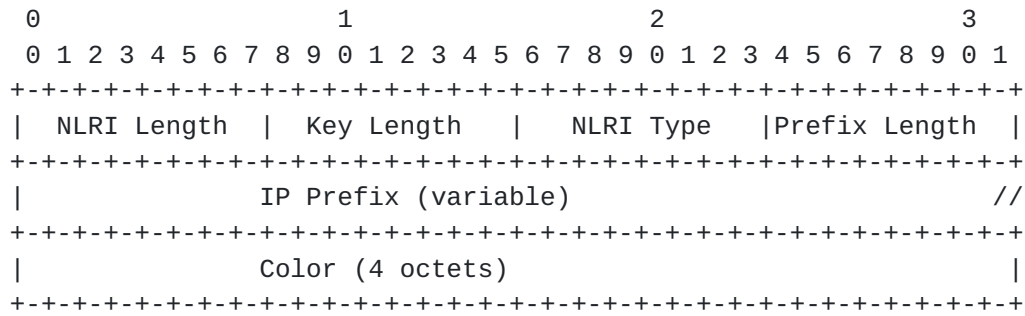 0                   1                   2                   3
 0 1 2 3 4 5 6 7 8 9 0 1 2 3 4 5 6 7 8 9 0 1 2 3 4 5 6 7 8 9 0 1
+-+-+-+-+-+-+-+-+-+-+-+-+-+-+-+-+-+-+-+-+-+-+-+-+-+-+-+-+-+-+-+-+
|  NLRI Length  |  Key Length   |   NLRI Type   |Prefix Length  |
+-+-+-+-+-+-+-+-+-+-+-+-+-+-+-+-+-+-+-+-+-+-+-+-+-+-+-+-+-+-+-+-+
|               IP Prefix (variable)                           //
+-+-+-+-+-+-+-+-+-+-+-+-+-+-+-+-+-+-+-+-+-+-+-+-+-+-+-+-+-+-+-+-+
|               Color (4 octets)                                |
+-+-+-+-+-+-+-+-+-+-+-+-+-+-+-+-+-+-+-+-+-+-+-+-+-+-+-+-+-+-+-+-+